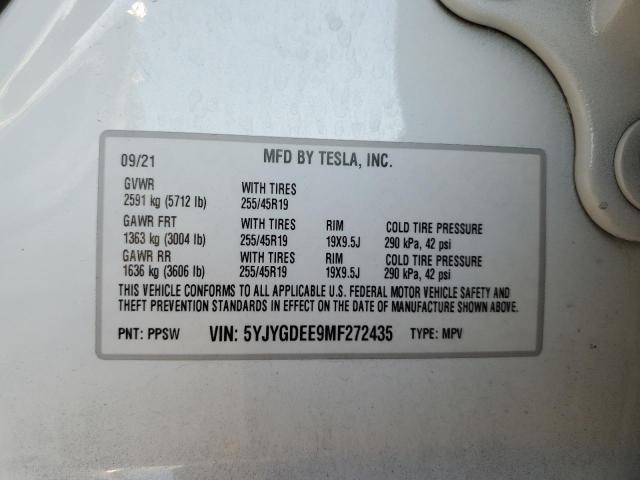 09/21 MFD BY TESLA, INC.
GVWR WITH TIRES
2591 kg (5712 lb) 255/45R19
GAWR FRT WITH TIRES RIM COLD TIRE PRESSURE
1363 kg (3004 lb) 255/45R19 19X9.5J 290 kPa, 42 psi
GAWR RR WITH TIRES RIM COLD TIRE PRESSURE
1636 kg (3606 lb) 255/45R19 19X9.5J 290 kPa, 42 psi
THIS VEHICLE CONFORMS TO ALL APPLICABLE U.S. FEDERAL MOTOR VEHICLE SAFETY AND
THEFT PREVENTION STANDARDS IN EFFECT ON THE DATE OF MANUFACTURE SHOWN ABOVE.
PNT: PPSW VIN: 5YJYGDEE9MF272435 TYPE: MPV